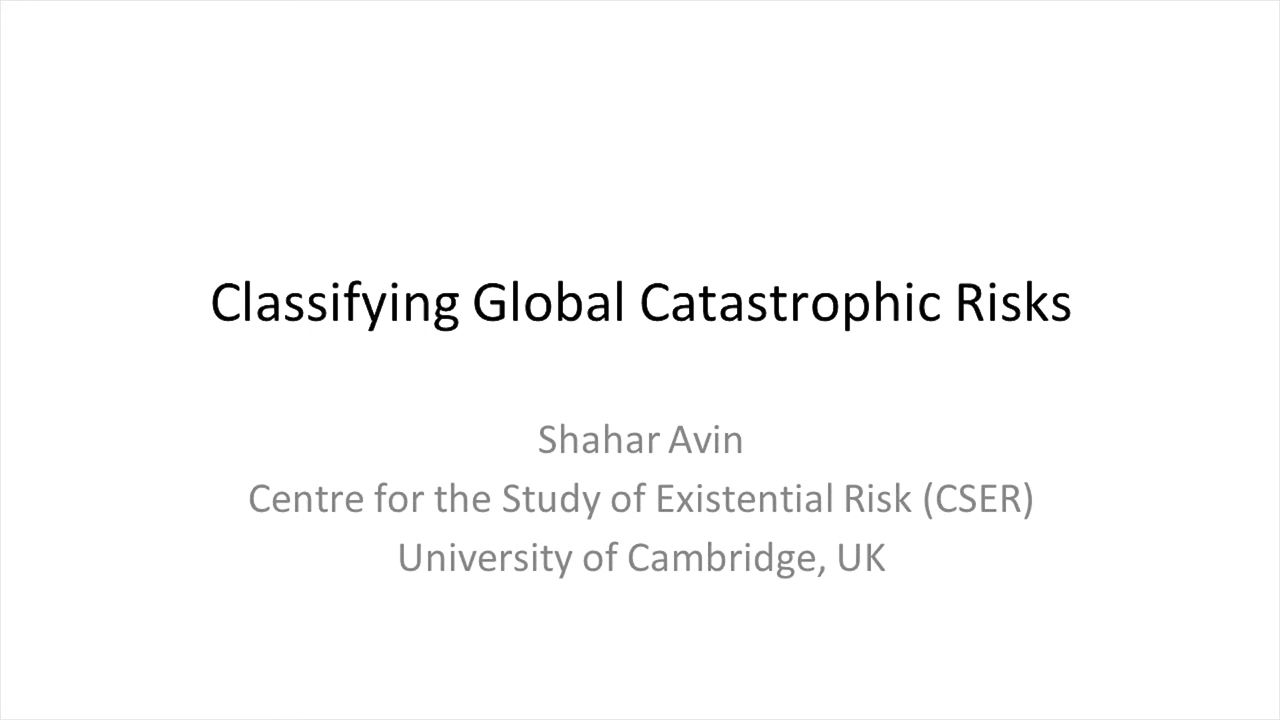 Classifying Global Catastrophic Risks
Shahar Avin
Centre for the Study of Existential Risk (CSER)
University of Cambridge, UK